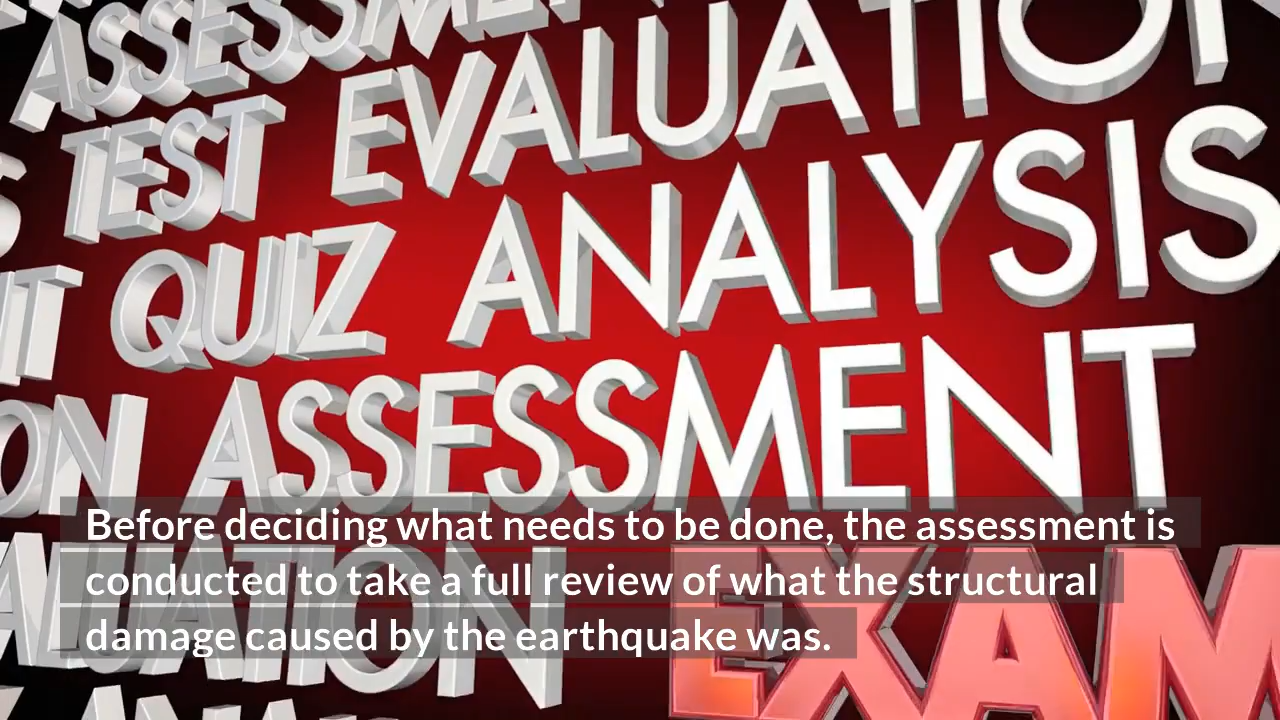 ASSESSMENT
TEST EVALUATION
QUIZ ANALYSIS
ASSESSMENT
Before deciding what needs to be done, the assessment is
conducted to take a full review of what the structural
damage caused by the earthquake was.
EXAM